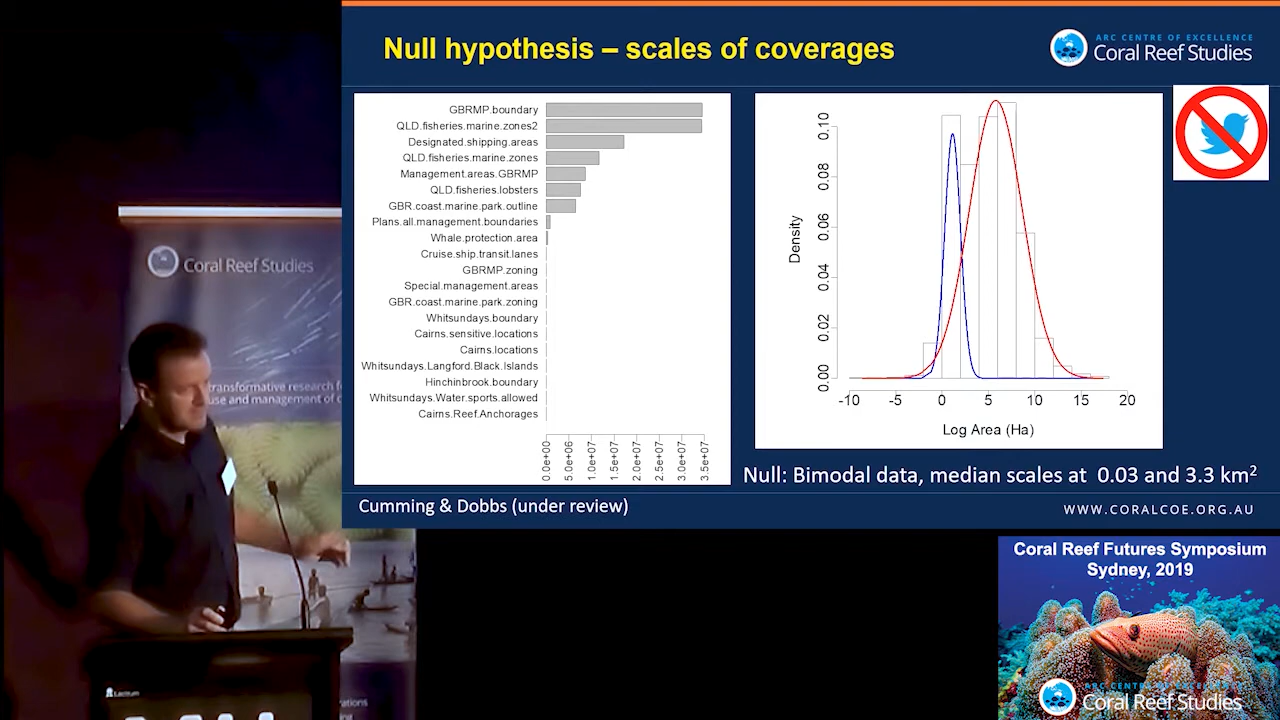 Null hypothesis – scales of coverages
ARC CENTRE OF EXCELLENCE
Coral Reef Studies
GBRMP.boundary
QLD.fisheries.marine.zones2
Designated.shipping.areas
QLD.fisheries.marine.zones
Management.areas.GBRMP
QLD.fisheries.lobsters
GBR.coast.marine.park.outline
Plans.all.management.boundaries
Whale.protection.area
Cruise.ship.transit.lanes
GBRMP.zoning
Special.management.areas
GBR.coast.marine.park.zoning
Whitsundays.boundary
Cairns.sensitive.locations
Cairns.locations
Whitsundays.Langford.Black.Islands
Hinchinbrook.boundary
Whitsundays.Water.sports.allowed
Cairns.Reef.Anchorages
0.0e+00
5.0e+06
1.0e+07
1.5e+07
2.0e+07
2.5e+07
3.0e+07
3.5e+07
Density
0.10
0.08
0.06
0.04
0.02
0.00
-10 -5 0 5 10 15 20
Log Area (Ha)
Null: Bimodal data, median scales at 0.03 and 3.3 km²
Cumming & Dobbs (under review)
WWW.CORALCOE.ORG.AU
Coral Reef Studies
transformative research f
use and management of c
Coral Reef Futures Symposium
Sydney, 2019
ARC CENTRE OF EXCELLENCE
Coral Reef Studies